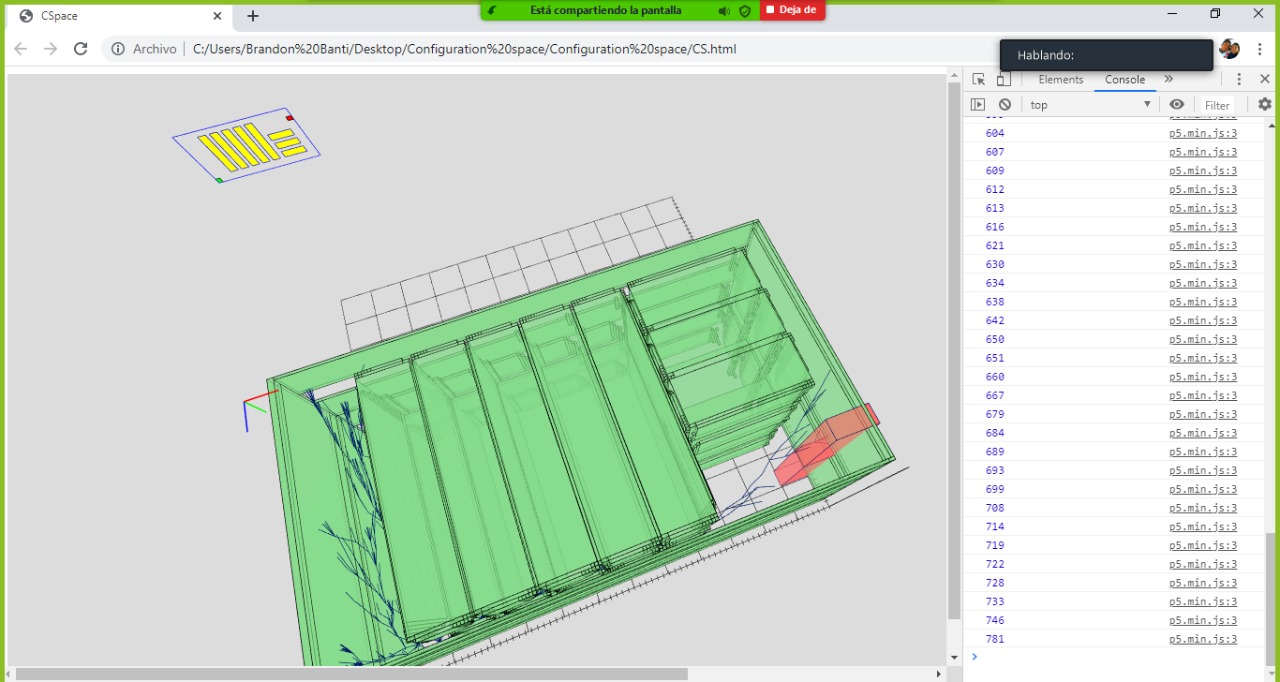 CSpace
Está compartiendo la pantalla
Deja de
Archivo
C:/Users/Brandon%20Banti/Desktop/Configuration%20space/Configuration%20space/CS.html
Hablando:
Elements
Console
»
top
Filter
604 p5.min.js:3
607 p5.min.js:3
609 p5.min.js:3
612 p5.min.js:3
613 p5.min.js:3
616 p5.min.js:3
621 p5.min.js:3
630 p5.min.js:3
634 p5.min.js:3
638 p5.min.js:3
642 p5.min.js:3
650 p5.min.js:3
651 p5.min.js:3
660 p5.min.js:3
667 p5.min.js:3
679 p5.min.js:3
684 p5.min.js:3
689 p5.min.js:3
693 p5.min.js:3
699 p5.min.js:3
708 p5.min.js:3
714 p5.min.js:3
719 p5.min.js:3
722 p5.min.js:3
728 p5.min.js:3
733 p5.min.js:3
746 p5.min.js:3
781 p5.min.js:3